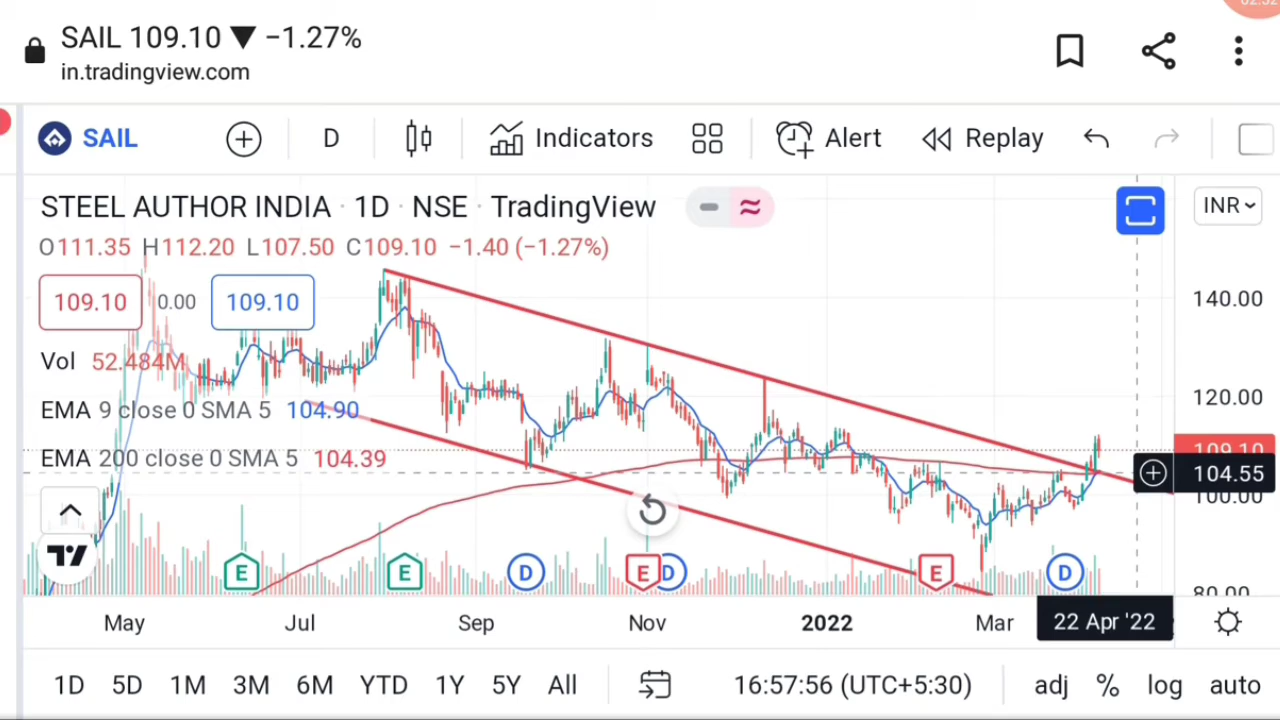 02:52
SAIL 109.10 ▼ −1.27%
in.tradingview.com
SAIL D Indicators Alert Replay
STEEL AUTHOR INDIA · 1D · NSE · TradingView
INR
O111.35 H112.20 L107.50 C109.10 −1.40 (−1.27%)
109.10 0.00 109.10
140.00
Vol 52.484M
120.00
EMA 9 close 0 SMA 5 104.90
109.10
EMA 200 close 0 SMA 5 104.39
104.55
100.00
E E D E D E D
80.00
May Jul Sep Nov 2022 Mar 22 Apr '22
1D 5D 1M 3M 6M YTD 1Y 5Y All 16:57:56 (UTC+5:30) adj % log auto